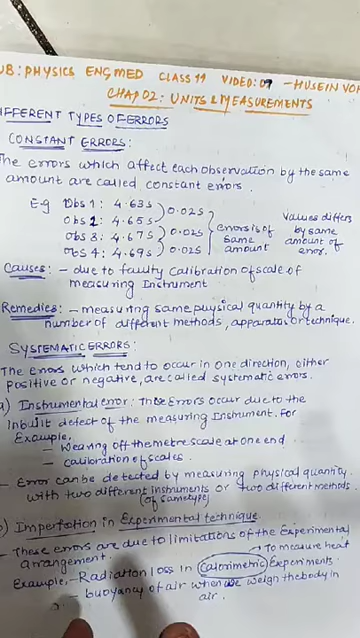 UB: PHYSICS ENG MED CLASS 11 VIDEO: 09 - HUSEIN VOH
CHAP 02: UNITS & MEASUREMENTS
IFFERENT TYPES OF ERRORS
CONSTANT ERRORS:
The errors which affect each observation by the same
amount are called constant errors.
Eg Obs 1: 4.63s
Obs 2: 4.65s
Obs 3: 4.67s
Obs 4: 4.69s
0.02s
0.02s
0.02s
errors is of same amount
Values differs by same amount of error.
Causes: - due to faulty Calibration of scale of
measuring Instrument
Remedies: - measuring same physical quantity by a
number of different methods, apparatus or technique.
SYSTEMATIC ERRORS:
The errors which tend to occur in one direction, either
positive or negative, are called systematic errors.
a) Instrumental error: These Errors occur due to the
inbuilt defect of the measuring Instrument. For
Example,
- Wearing off the metre scale at one end
- calibration of scales.
- Error can be detected by measuring physical quantity
with two different instruments or two different methods.
(of same type)
Imperfection in Experimental technique.
- These errors are due to limitations of the Experimental
arrangement.
→ To measure heat
Example, - Radiation loss in Calorimetric Experiments.
- buoyancy of air when we weigh the body in
air.